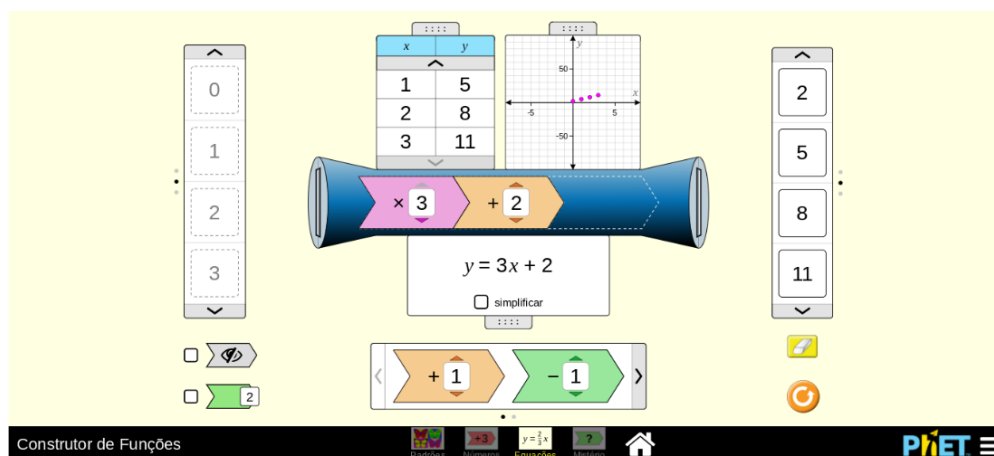 x y
1 5
2 8
3 11
y
x
50
-50
-5
5
0
1
2
3
2
5
8
11
× 3 + 2
y = 3x + 2
simplificar
+ 1 − 1
2
Construtor de Funções
+3
y = 2/3 x
?
Padrões Números Equações Mistério
PhET